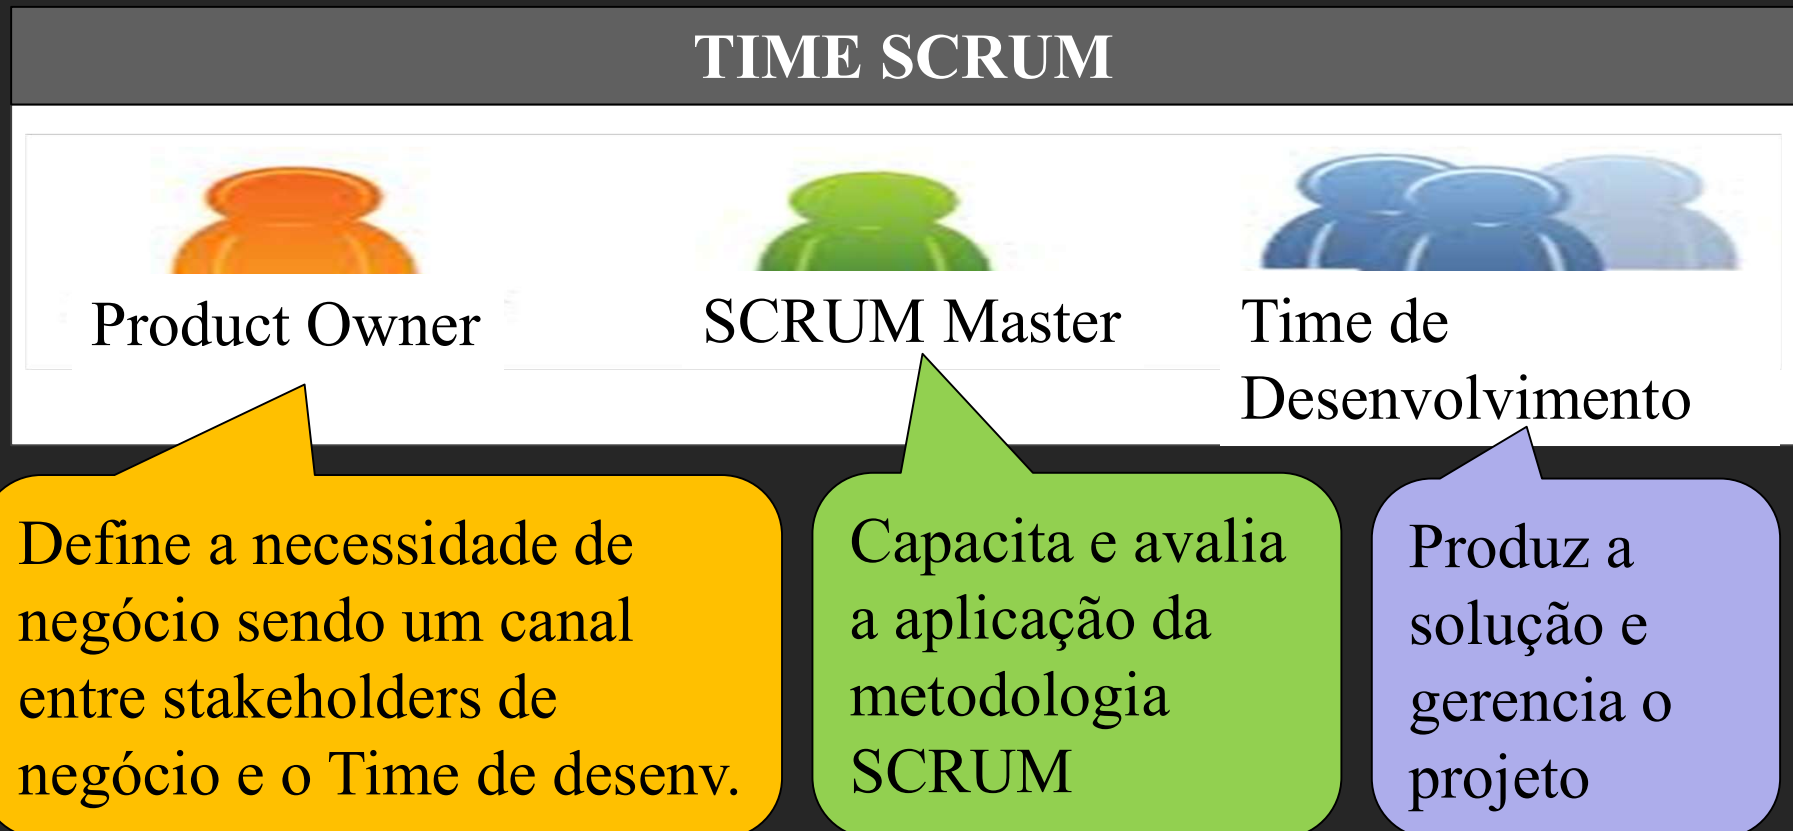 TIME SCRUM
Product Owner
SCRUM Master
Time de
Desenvolvimento
Define a necessidade de
negócio sendo um canal
entre stakeholders de
negócio e o Time de desenv.
Capacita e avalia
a aplicação da
metodologia
SCRUM
Produz a
solução e
gerencia o
projeto